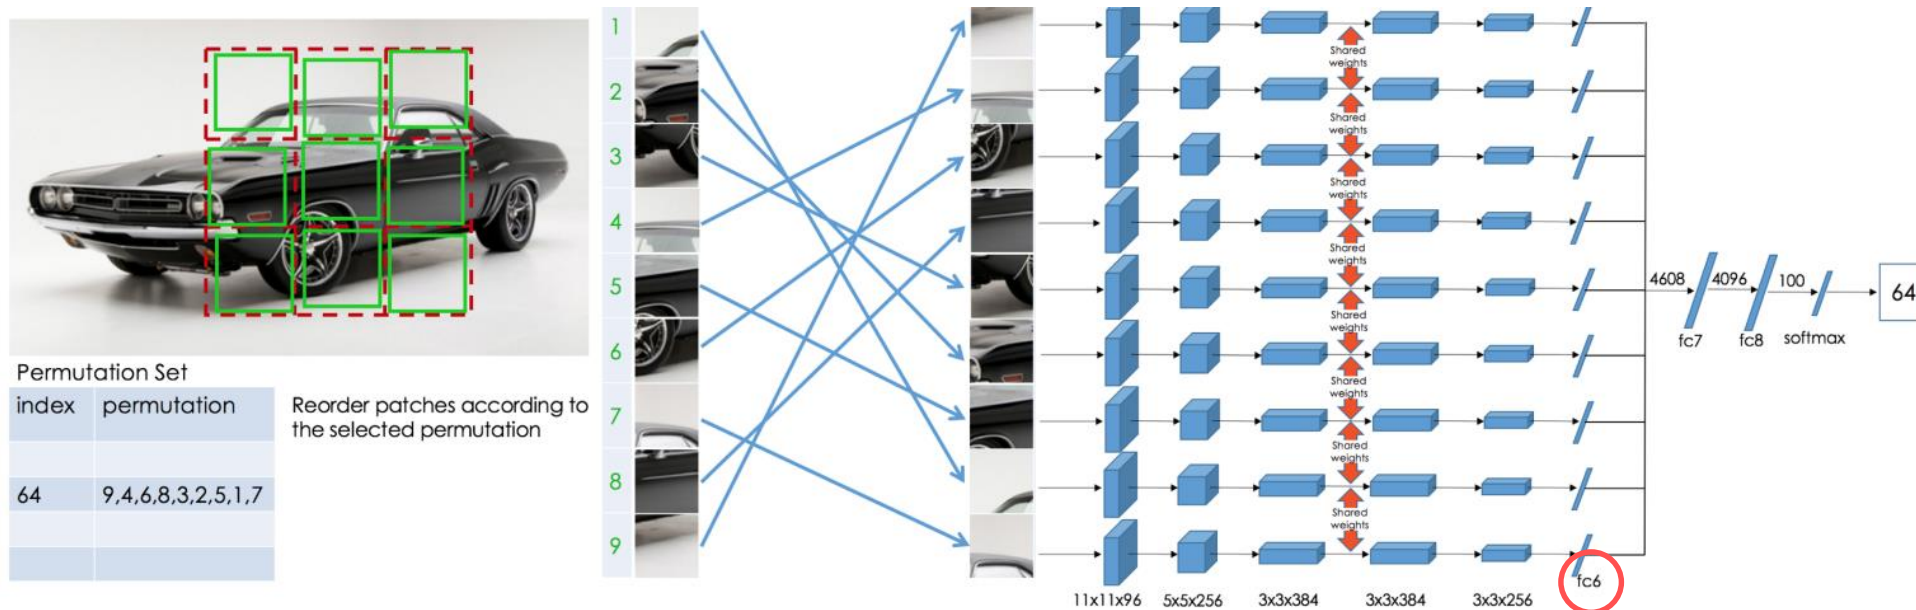 Permutation Set
index permutation
64 9,4,6,8,3,2,5,1,7
Reorder patches according to
the selected permutation
1
2
3
4
5
6
7
8
9
Shared
weights
Shared
weights
Shared
weights
Shared
weights
Shared
weights
Shared
weights
Shared
weights
Shared
weights
11x11x96 5x5x256 3x3x384 3x3x384 3x3x256
fc6
4608 4096 100
fc7 fc8 softmax
64